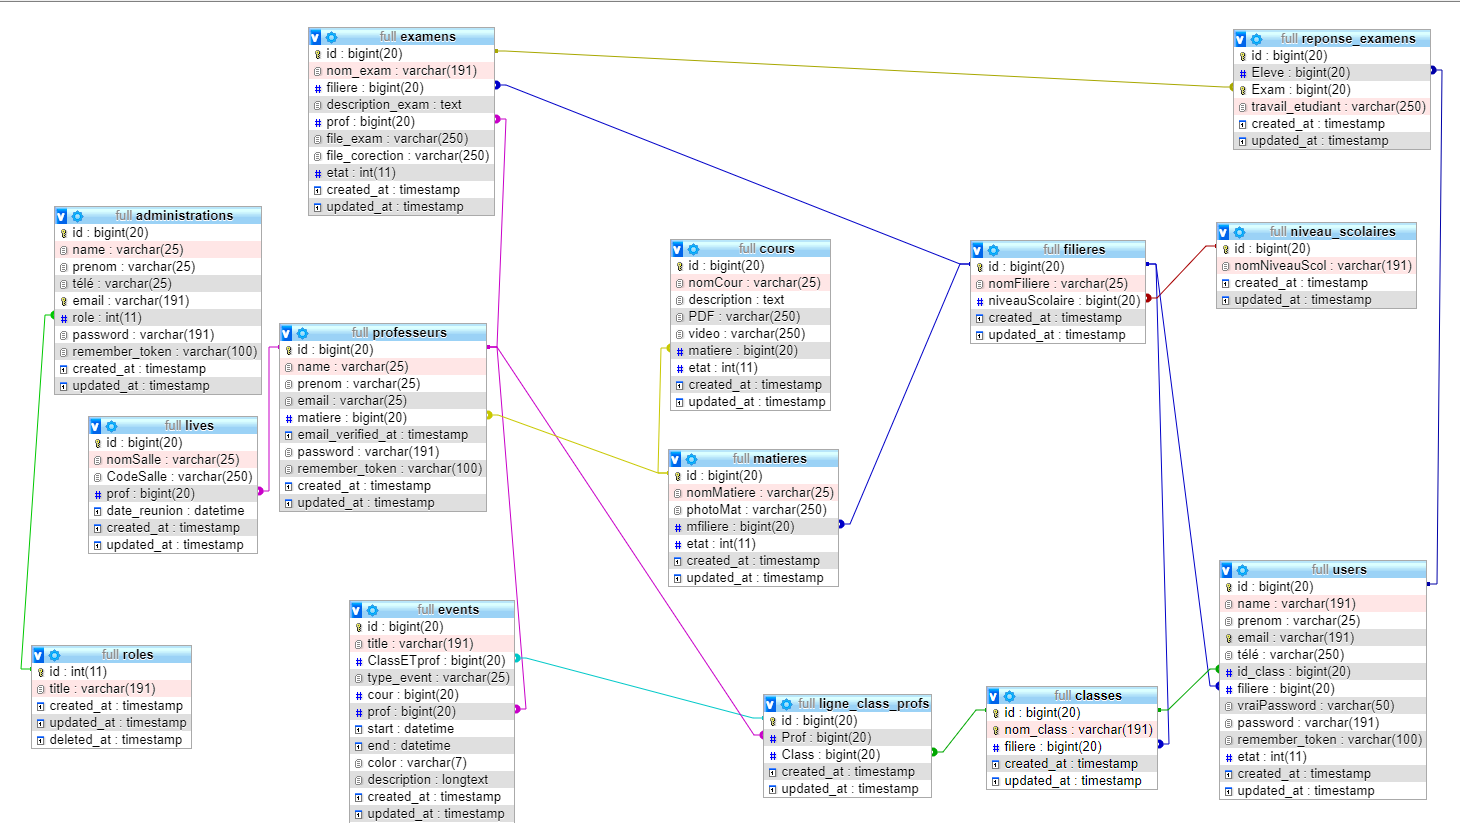 full examens
id : bigint(20)
nom_exam : varchar(191)
filiere : bigint(20)
description_exam : text
prof : bigint(20)
file_exam : varchar(250)
file_corection : varchar(250)
etat : int(11)
created_at : timestamp
updated_at : timestamp
full reponse_examens
id : bigint(20)
Eleve : bigint(20)
Exam : bigint(20)
travail_etudiant : varchar(250)
created_at : timestamp
updated_at : timestamp
full administrations
id : bigint(20)
name : varchar(25)
prenom : varchar(25)
télé : varchar(25)
email : varchar(191)
role : int(11)
password : varchar(191)
remember_token : varchar(100)
created_at : timestamp
updated_at : timestamp
full cours
id : bigint(20)
nomCour : varchar(25)
description : text
PDF : varchar(250)
video : varchar(250)
matiere : bigint(20)
etat : int(11)
created_at : timestamp
updated_at : timestamp
full filieres
id : bigint(20)
nomFiliere : varchar(25)
niveauScolaire : bigint(20)
created_at : timestamp
updated_at : timestamp
full niveau_scolaires
id : bigint(20)
nomNiveauScol : varchar(191)
created_at : timestamp
updated_at : timestamp
full professeurs
id : bigint(20)
name : varchar(25)
prenom : varchar(25)
email : varchar(25)
matiere : bigint(20)
email_verified_at : timestamp
password : varchar(191)
remember_token : varchar(100)
created_at : timestamp
updated_at : timestamp
full lives
id : bigint(20)
nomSalle : varchar(25)
CodeSalle : varchar(250)
prof : bigint(20)
date_reunion : datetime
created_at : timestamp
updated_at : timestamp
full matieres
id : bigint(20)
nomMatiere : varchar(25)
photoMat : varchar(250)
mfiliere : bigint(20)
etat : int(11)
created_at : timestamp
updated_at : timestamp
full users
id : bigint(20)
name : varchar(191)
prenom : varchar(25)
email : varchar(191)
télé : varchar(250)
id_class : bigint(20)
filiere : bigint(20)
vraiPassword : varchar(50)
password : varchar(191)
remember_token : varchar(100)
etat : int(11)
created_at : timestamp
updated_at : timestamp
full events
id : bigint(20)
title : varchar(191)
ClassETprof : bigint(20)
type_event : varchar(25)
cour : bigint(20)
prof : bigint(20)
start : datetime
end : datetime
color : varchar(7)
description : longtext
created_at : timestamp
updated_at : timestamp
full roles
id : int(11)
title : varchar(191)
created_at : timestamp
updated_at : timestamp
deleted_at : timestamp
full ligne_class_profs
id : bigint(20)
Prof : bigint(20)
Class : bigint(20)
created_at : timestamp
updated_at : timestamp
full classes
id : bigint(20)
nom_class : varchar(191)
filiere : bigint(20)
created_at : timestamp
updated_at : timestamp